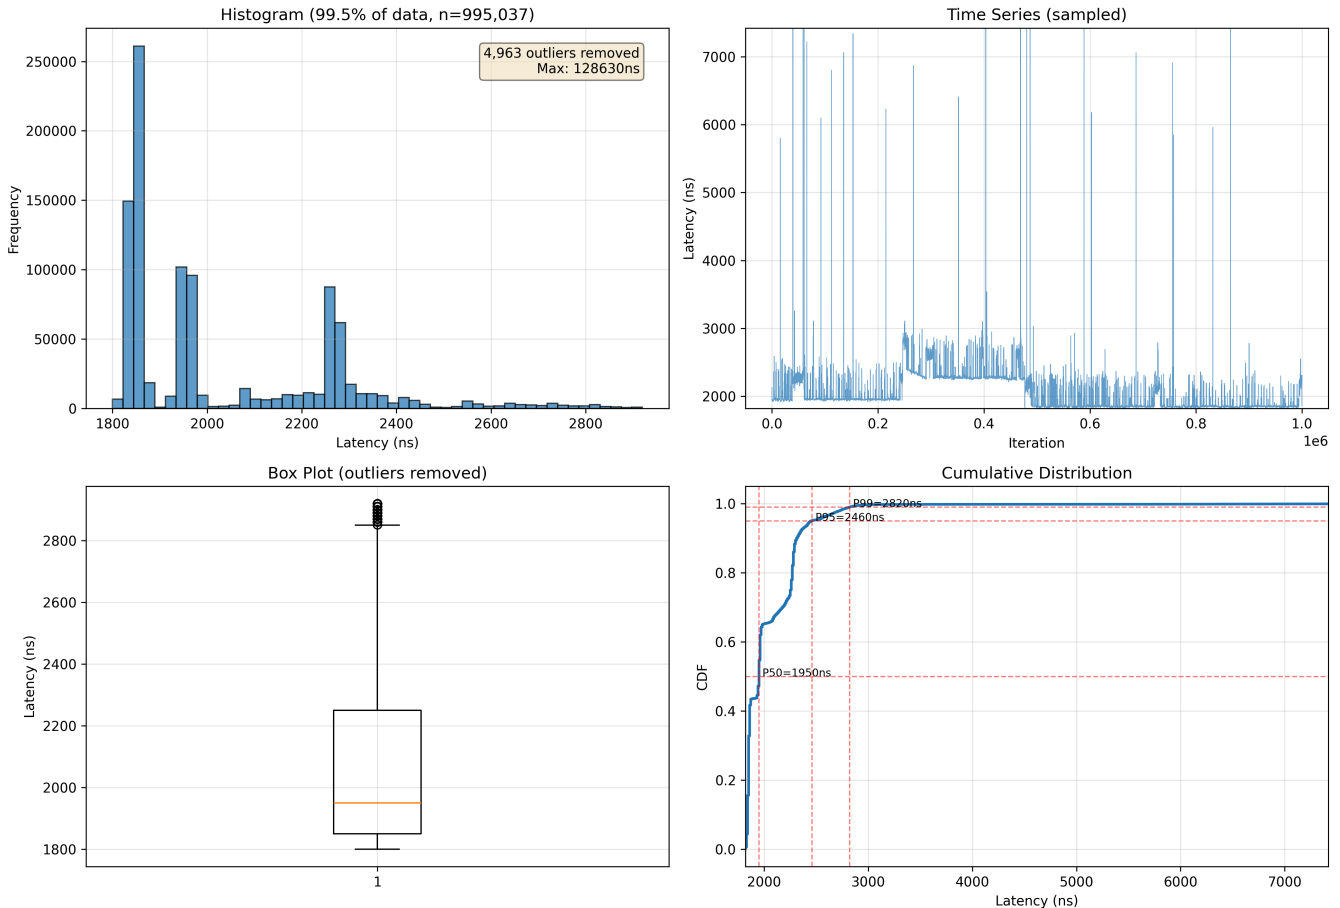 Histogram (99.5% of data, n=995,037)
4,963 outliers removed
Max: 128630ns
Frequency
250000
200000
150000
100000
50000
0
1800
2000
2200
2400
2600
2800
Latency (ns)
Time Series (sampled)
Latency (ns)
7000
6000
5000
4000
3000
2000
0.0
0.2
0.4
0.6
0.8
1.0
1e6
Iteration
Box Plot (outliers removed)
Latency (ns)
2800
2600
2400
2200
2000
1800
1
Cumulative Distribution
CDF
1.0
0.8
0.6
0.4
0.2
0.0
P99=2820ns
P95=2460ns
P50=1950ns
2000
3000
4000
5000
6000
7000
Latency (ns)